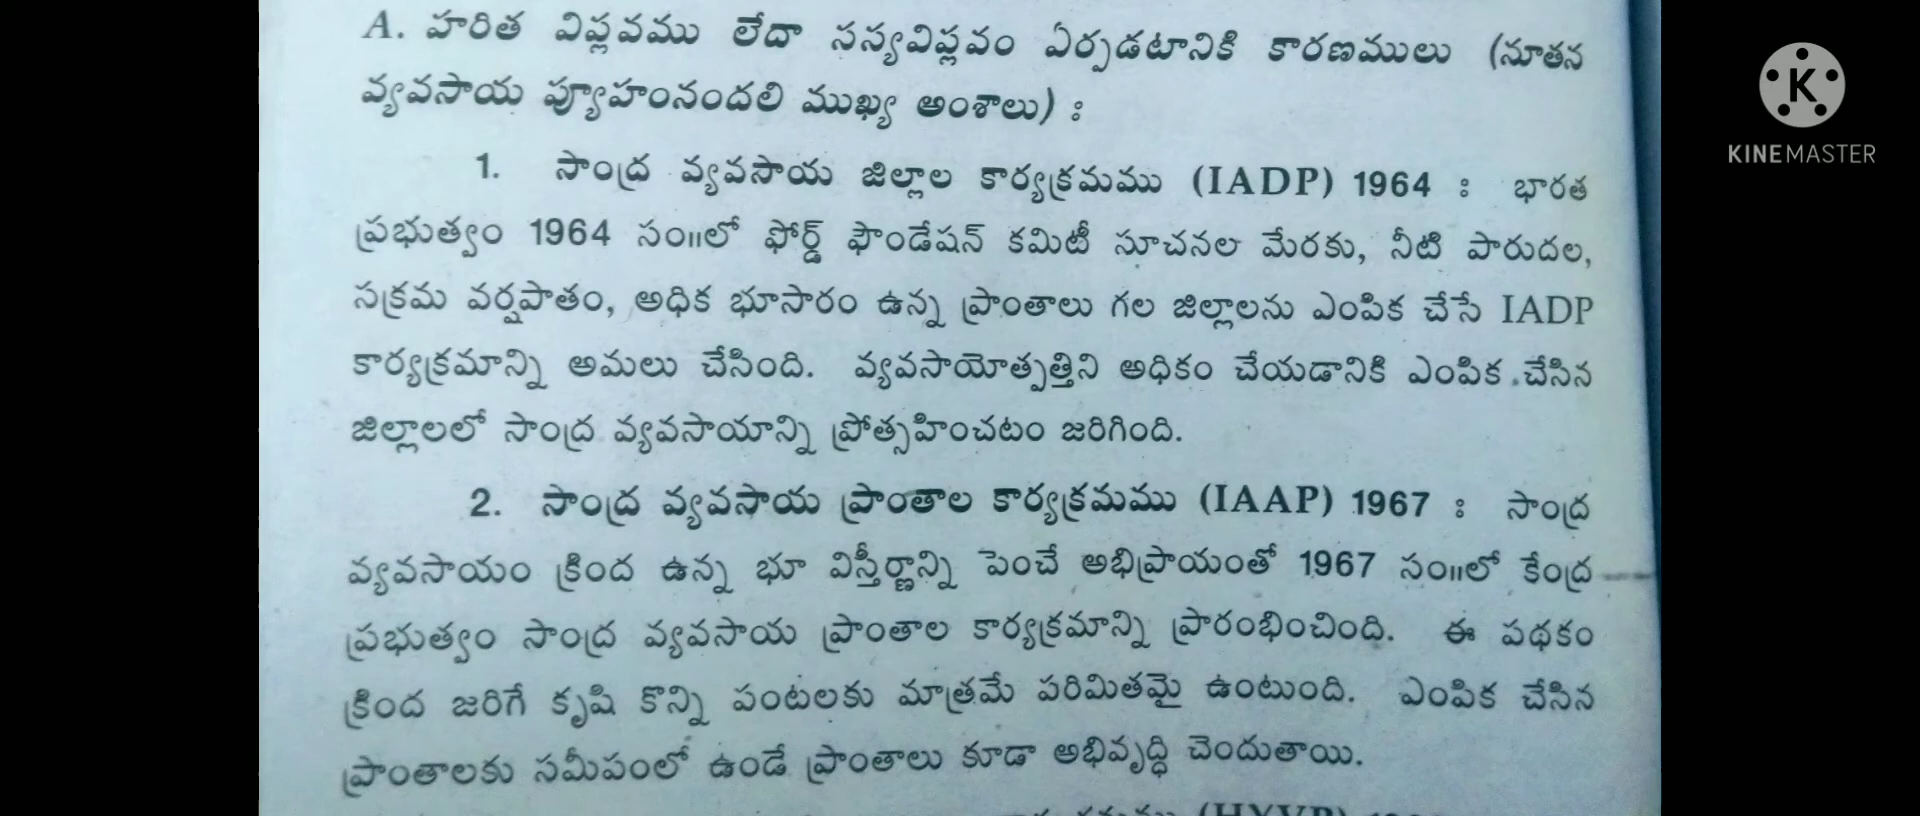 A. హరిత విప్లవము లేదా సస్యవిప్లవం ఏర్పడటానికి కారణములు (నూతన
వ్యవసాయ వ్యూహంనందలి ముఖ్య అంశాలు) :
1. సాంద్ర వ్యవసాయ జిల్లాల కార్యక్రమము (IADP) 1964 : భారత
ప్రభుత్వం 1964 సం॥లో ఫోర్డ్ ఫౌండేషన్ కమిటీ సూచనల మేరకు, నీటి పారుదల,
సక్రమ వర్షపాతం, అధిక భూసారం ఉన్న ప్రాంతాలు గల జిల్లాలను ఎంపిక చేసే IADP
కార్యక్రమాన్ని అమలు చేసింది. వ్యవసాయోత్పత్తిని అధికం చేయడానికి ఎంపిక చేసిన
జిల్లాలలో సాంద్ర వ్యవసాయాన్ని ప్రోత్సహించటం జరిగింది.
2. సాంద్ర వ్యవసాయ ప్రాంతాల కార్యక్రమము (IAAP) 1967 : సాంద్ర
వ్యవసాయం క్రింద ఉన్న భూ విస్తీర్ణాన్ని పెంచే అభిప్రాయంతో 1967 సం॥లో కేంద్ర
ప్రభుత్వం సాంద్ర వ్యవసాయ ప్రాంతాల కార్యక్రమాన్ని ప్రారంభించింది. ఈ పథకం
క్రింద జరిగే కృషి కొన్ని పంటలకు మాత్రమే పరిమితమై ఉంటుంది. ఎంపిక చేసిన
ప్రాంతాలకు సమీపంలో ఉండే ప్రాంతాలు కూడా అభివృద్ధి చెందుతాయి.
K
KINEMASTER